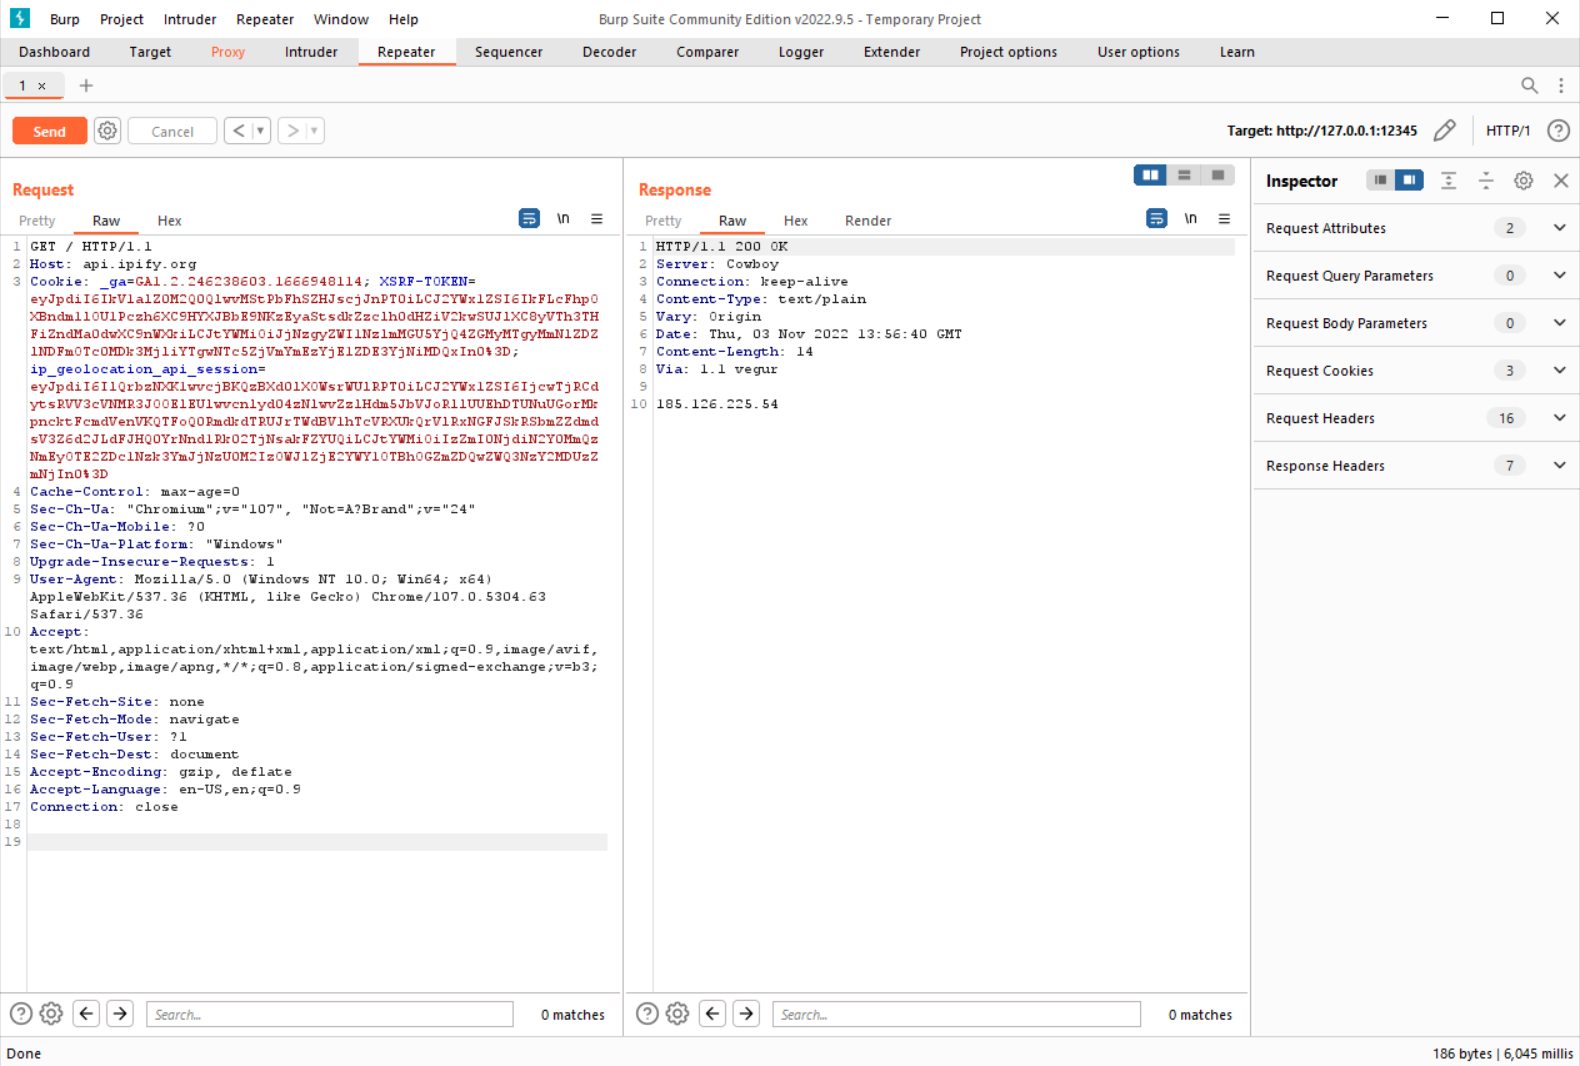 Burp Project Intruder Repeater Window Help
Burp Suite Community Edition v2022.9.5 - Temporary Project
Dashboard Target Proxy Intruder Repeater Sequencer Decoder Comparer Logger Extender Project options User options Learn
1 ×
Send Cancel < >
Target: http://127.0.0.1:12345 HTTP/1
Request
Pretty Raw Hex \n
1 GET / HTTP/1.1
2 Host: api.ipify.org
3 Cookie: _ga=GA1.2.246238603.1666948114; XSRF-TOKEN=
ip_geolocation_api_session=
4 Cache-Control: max-age=0
5 Sec-Ch-Ua: "Chromium";v="107", "Not=A?Brand";v="24"
6 Sec-Ch-Ua-Mobile: ?0
7 Sec-Ch-Ua-Platform: "Windows"
8 Upgrade-Insecure-Requests: 1
9 User-Agent: Mozilla/5.0 (Windows NT 10.0; Win64; x64)
AppleWebKit/537.36 (KHTML, like Gecko) Chrome/107.0.5304.63
Safari/537.36
10 Accept:
text/html,application/xhtml+xml,application/xml;q=0.9,image/avif,
image/webp,image/apng,*/*;q=0.8,application/signed-exchange;v=b3;
q=0.9
11 Sec-Fetch-Site: none
12 Sec-Fetch-Mode: navigate
13 Sec-Fetch-User: ?1
14 Sec-Fetch-Dest: document
15 Accept-Encoding: gzip, deflate
16 Accept-Language: en-US,en;q=0.9
17 Connection: close
18
19
Search...
0 matches
Response
Pretty Raw Hex Render \n
1 HTTP/1.1 200 OK
2 Server: Cowboy
3 Connection: keep-alive
4 Content-Type: text/plain
5 Vary: Origin
6 Date: Thu, 03 Nov 2022 13:56:40 GMT
7 Content-Length: 14
8 Via: 1.1 vegur
9
10 185.126.225.54
Search...
0 matches
Inspector
Request Attributes 2
Request Query Parameters 0
Request Body Parameters 0
Request Cookies 3
Request Headers 16
Response Headers 7
Done
186 bytes | 6,045 millis